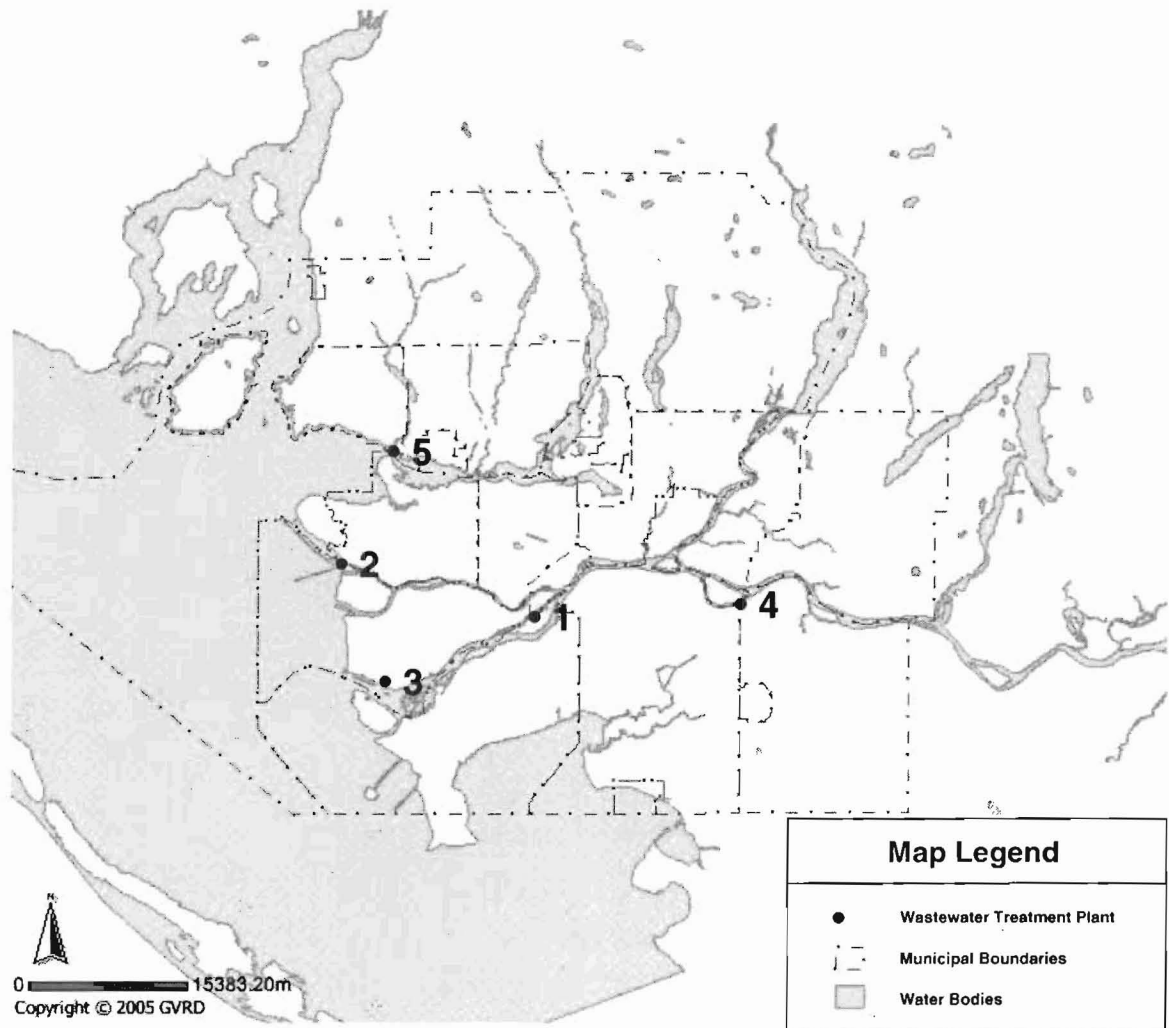 5
2
1
4
3
N
0 15383.20m
Copyright © 2005 GVRD
Map Legend
Wastewater Treatment Plant
Municipal Boundaries
Water Bodies